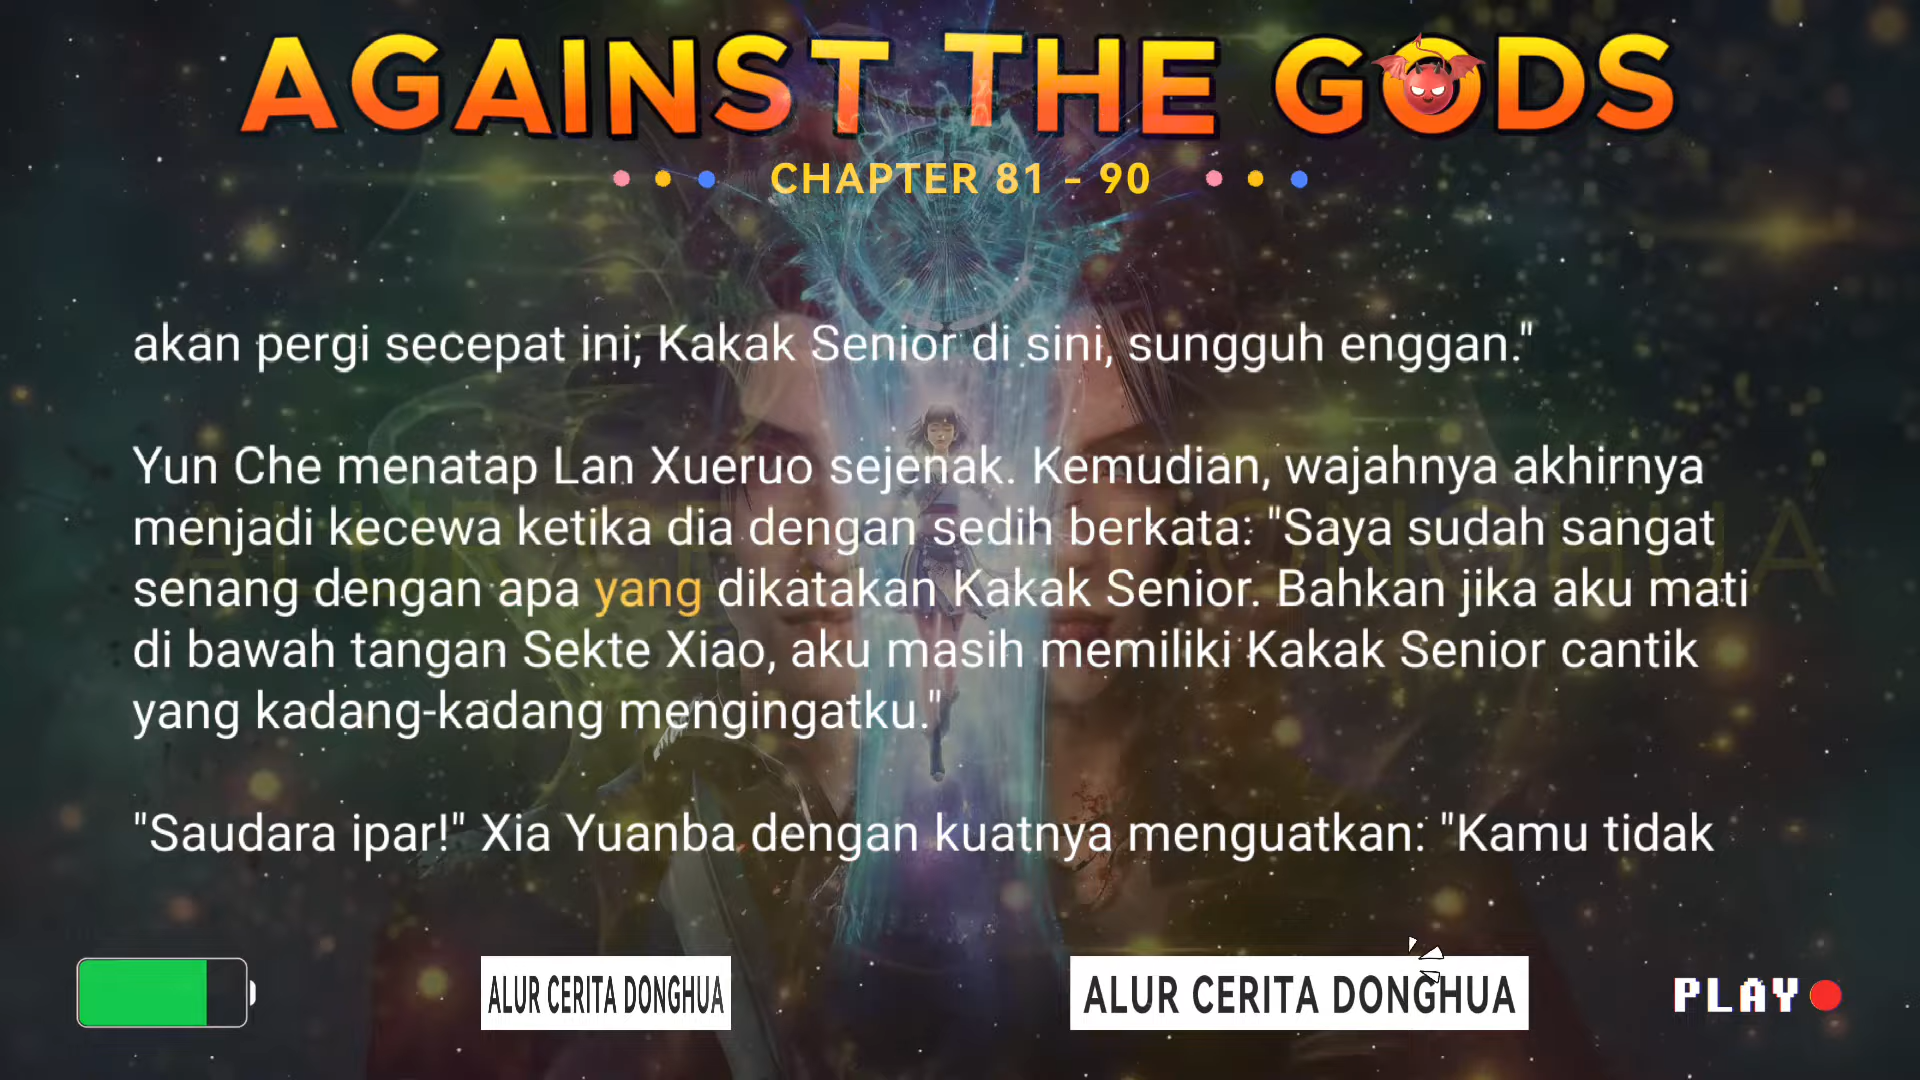 AGAINST THE GODS
CHAPTER 81 - 90
akan pergi secepat ini; Kakak Senior di sini, sungguh enggan."
Yun Che menatap Lan Xueruo sejenak. Kemudian, wajahnya akhirnya
menjadi kecewa ketika dia dengan sedih berkata: "Saya sudah sangat
senang dengan apa yang dikatakan Kakak Senior. Bahkan jika aku mati
di bawah tangan Sekte Xiao, aku masih memiliki Kakak Senior cantik
yang kadang-kadang mengingatku."
"Saudara ipar!" Xia Yuanba dengan kuatnya menguatkan: "Kamu tidak
ALUR CERITA DONGHUA
ALUR CERITA DONGHUA
PLAY